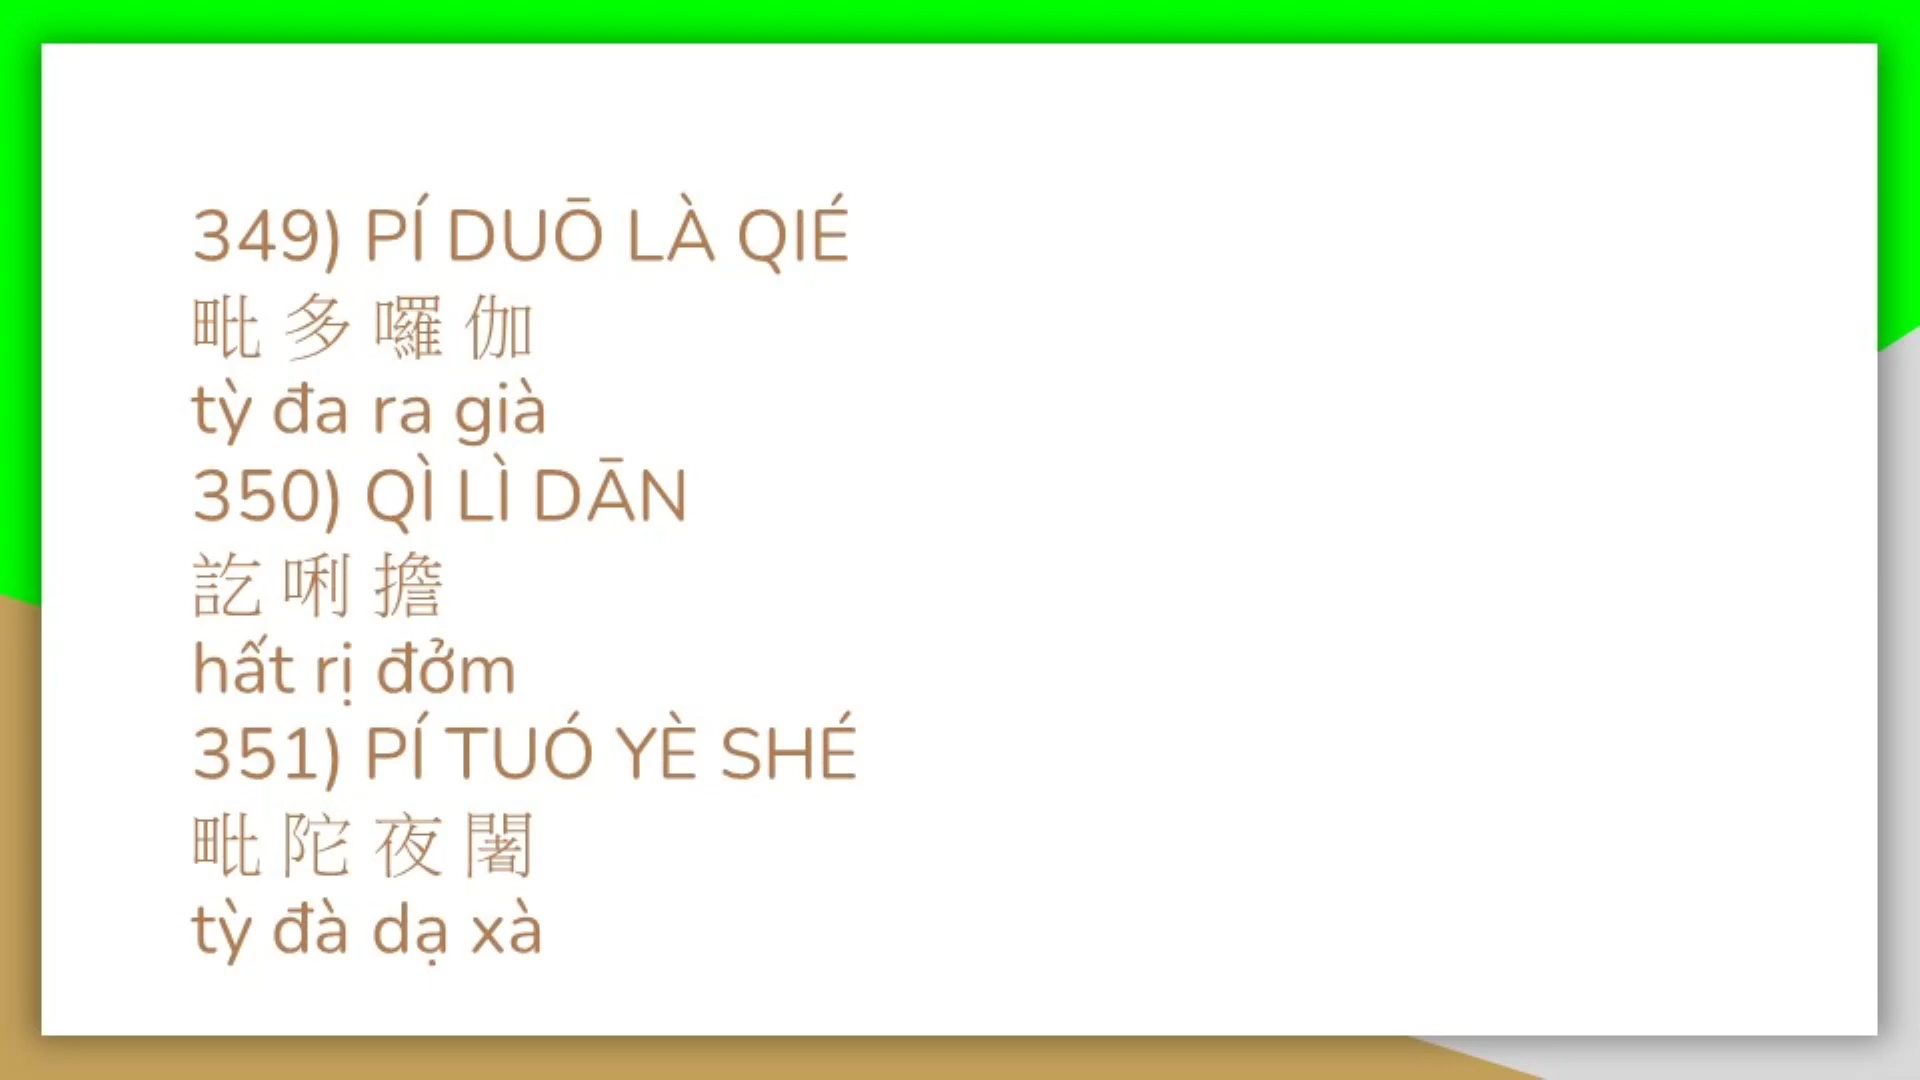 349) PÍ DUŌ LÀ QIÉ
毗 多 囉 伽
tỳ đa ra già
350) QÌ LÌ DĀN
訖 唎 擔
hất rị đởm
351) PÍ TUÓ YÈ SHÉ
毗 陀 夜 闍
tỳ đà dạ xà